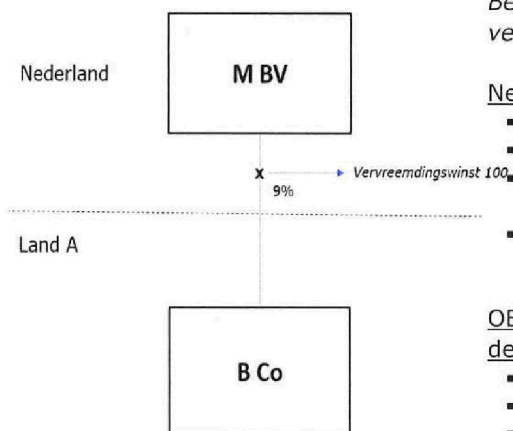 Nederland
M BV
x
Vervreemdingswinst 100
9%
Land A
B Co
Be
ve
Ne
OE
de